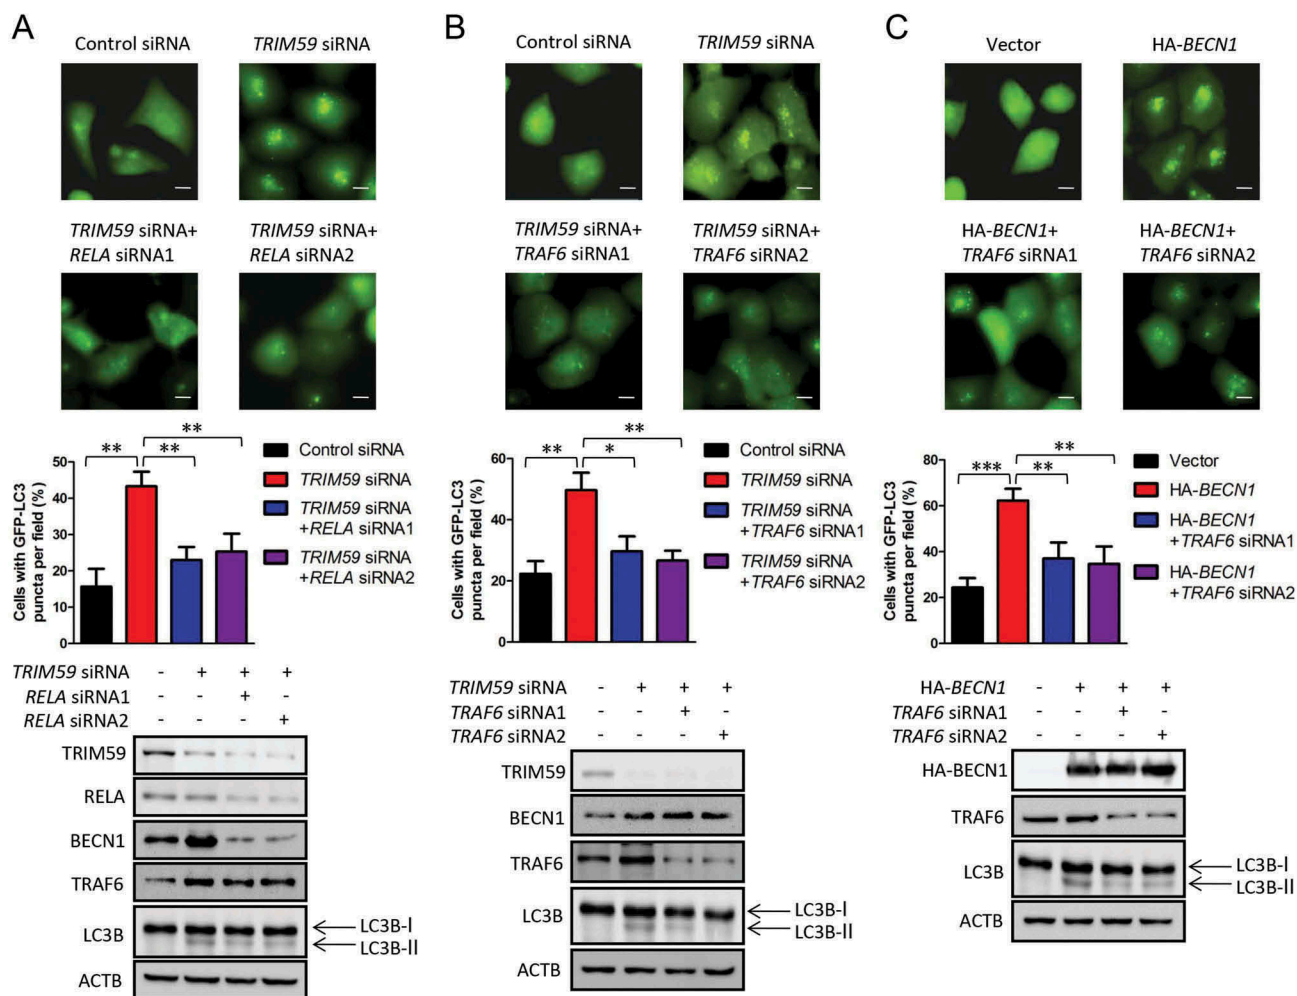 A
Control siRNA
TRIM59 siRNA
TRIM59 siRNA+
RELA siRNA1
TRIM59 siRNA+
RELA siRNA2
Cells with GFP-LC3
puncta per field (%)
50
40
30
20
10
0
**
**
**
Control siRNA
TRIM59 siRNA
TRIM59 siRNA
+RELA siRNA1
TRIM59 siRNA
+RELA siRNA2
TRIM59 siRNA - + + +
RELA siRNA1 - - + -
RELA siRNA2 - - - +
TRIM59
RELA
BECN1
TRAF6
LC3B
LC3B-I
LC3B-II
ACTB
B
Control siRNA
TRIM59 siRNA
TRIM59 siRNA+
TRAF6 siRNA1
TRIM59 siRNA+
TRAF6 siRNA2
Cells with GFP-LC3
puncta per field (%)
60
40
20
0
**
**
*
Control siRNA
TRIM59 siRNA
TRIM59 siRNA
+TRAF6 siRNA1
TRIM59 siRNA
+TRAF6 siRNA2
TRIM59 siRNA - + + +
TRAF6 siRNA1 - - + -
TRAF6 siRNA2 - - - +
TRIM59
BECN1
TRAF6
LC3B
LC3B-I
LC3B-II
ACTB
C
Vector
HA-BECN1
HA-BECN1+
TRAF6 siRNA1
HA-BECN1+
TRAF6 siRNA2
Cells with GFP-LC3
puncta per field (%)
80
60
40
20
0
***
**
**
Vector
HA-BECN1
HA-BECN1
+TRAF6 siRNA1
HA-BECN1
+TRAF6 siRNA2
HA-BECN1 - + + +
TRAF6 siRNA1 - - + -
TRAF6 siRNA2 - - - +
HA-BECN1
TRAF6
LC3B
LC3B-I
LC3B-II
ACTB